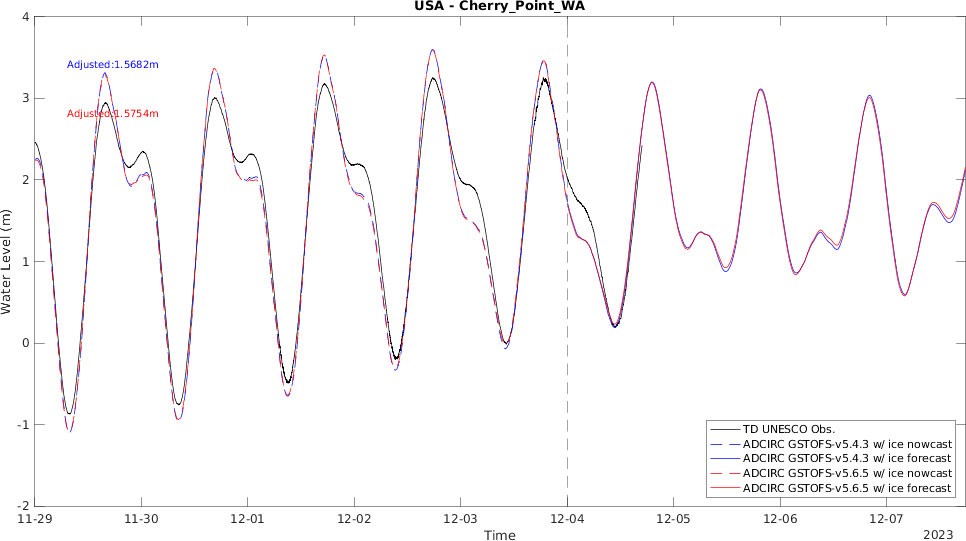 USA - Cherry_Point_WA
4
3
2
1
0
-1
-2
Water Level (m)
Adjusted:1.5682m
Adjusted:1.5754m
TD UNESCO Obs.
ADCIRC GSTOFS-v5.4.3 w/ ice nowcast
ADCIRC GSTOFS-v5.4.3 w/ ice forecast
ADCIRC GSTOFS-v5.6.5 w/ ice nowcast
ADCIRC GSTOFS-v5.6.5 w/ ice forecast
11-29 11-30 12-01 12-02 12-03 12-04 12-05 12-06 12-07
Time
2023